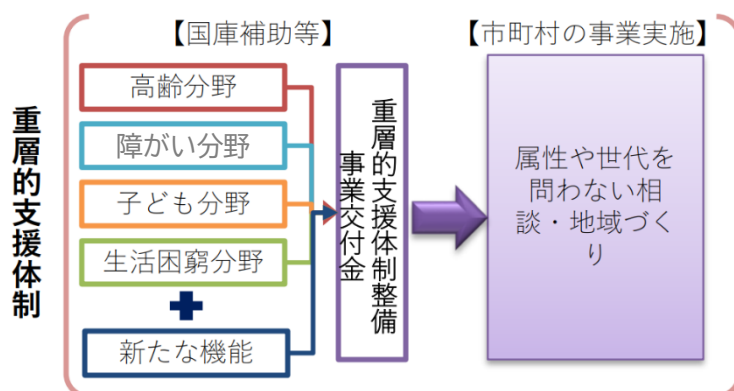 【国庫補助等】
【市町村の事業実施】
重層的支援体制
高齢分野
障がい分野
子ども分野
生活困窮分野
新たな機能
重層的支援体制整備
事業交付金
属性や世代を
問わない相
談・地域づく
り